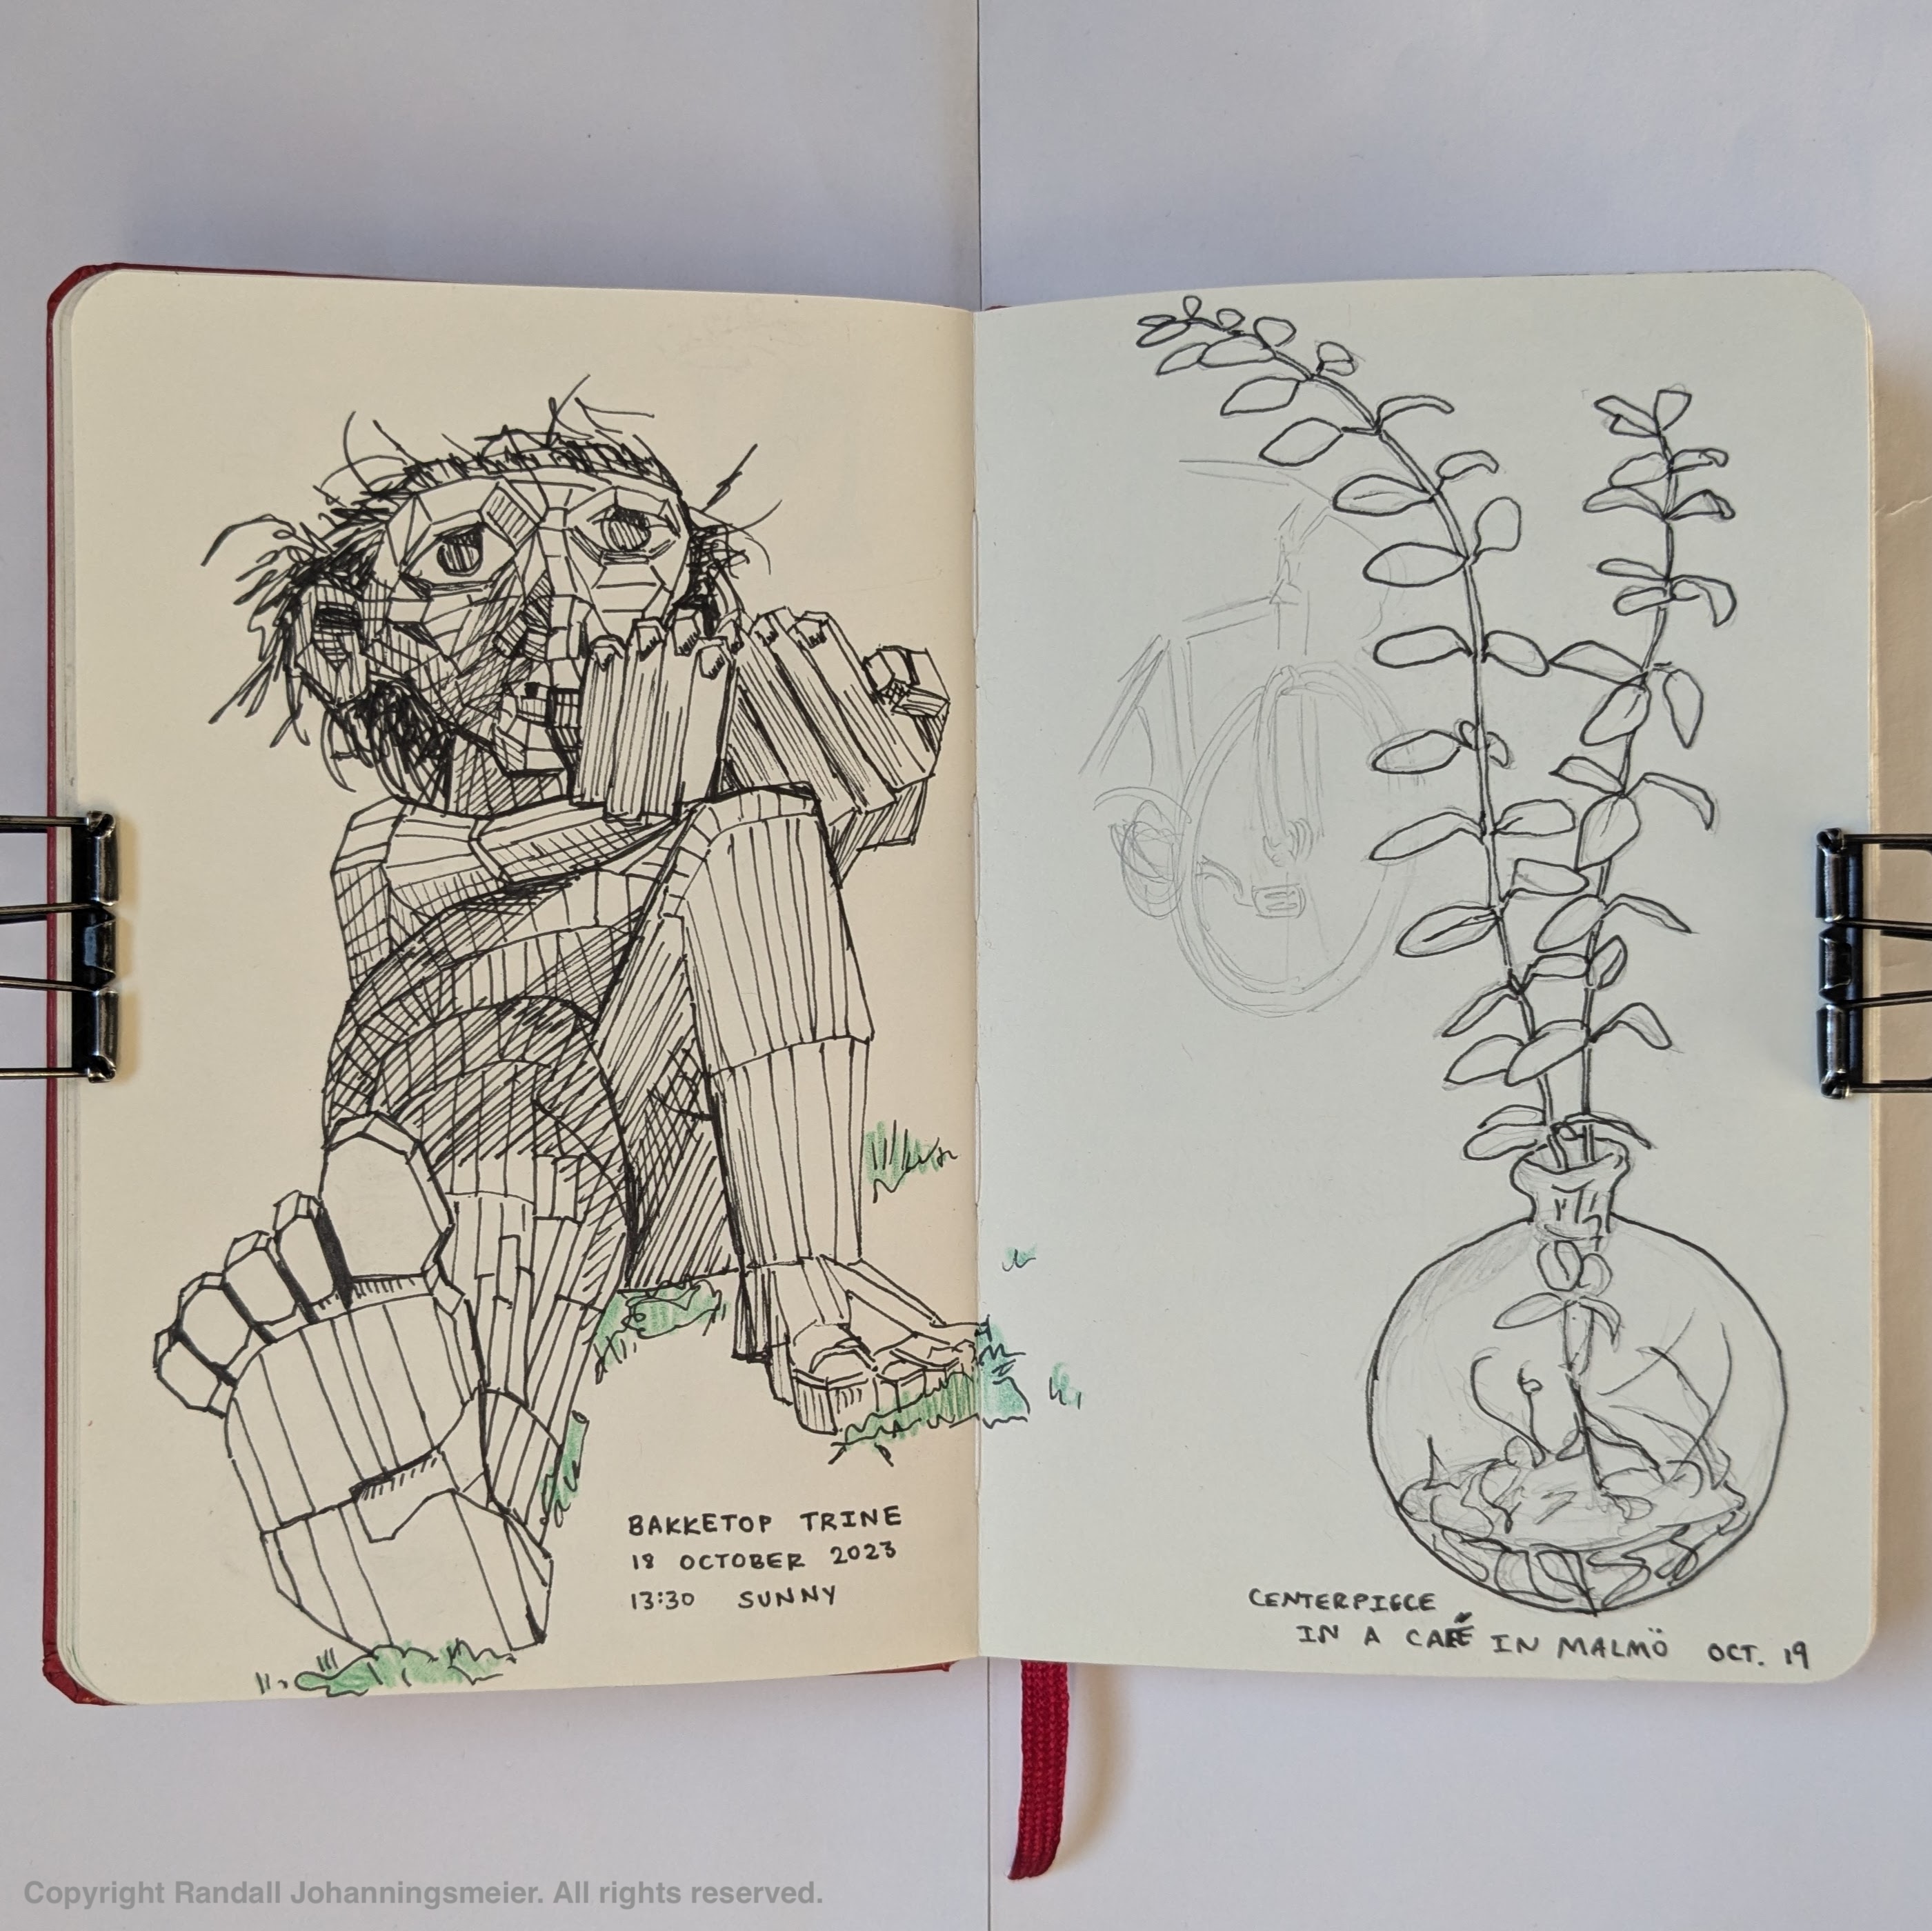 BAKKETOP TRINE
18 OCTOBER 2023
13:30 SUNNY
CENTERPIECE
IN A CAFÉ IN MALMÖ OCT. 19
Copyright Randall Johanningsmeier. All rights reserved.